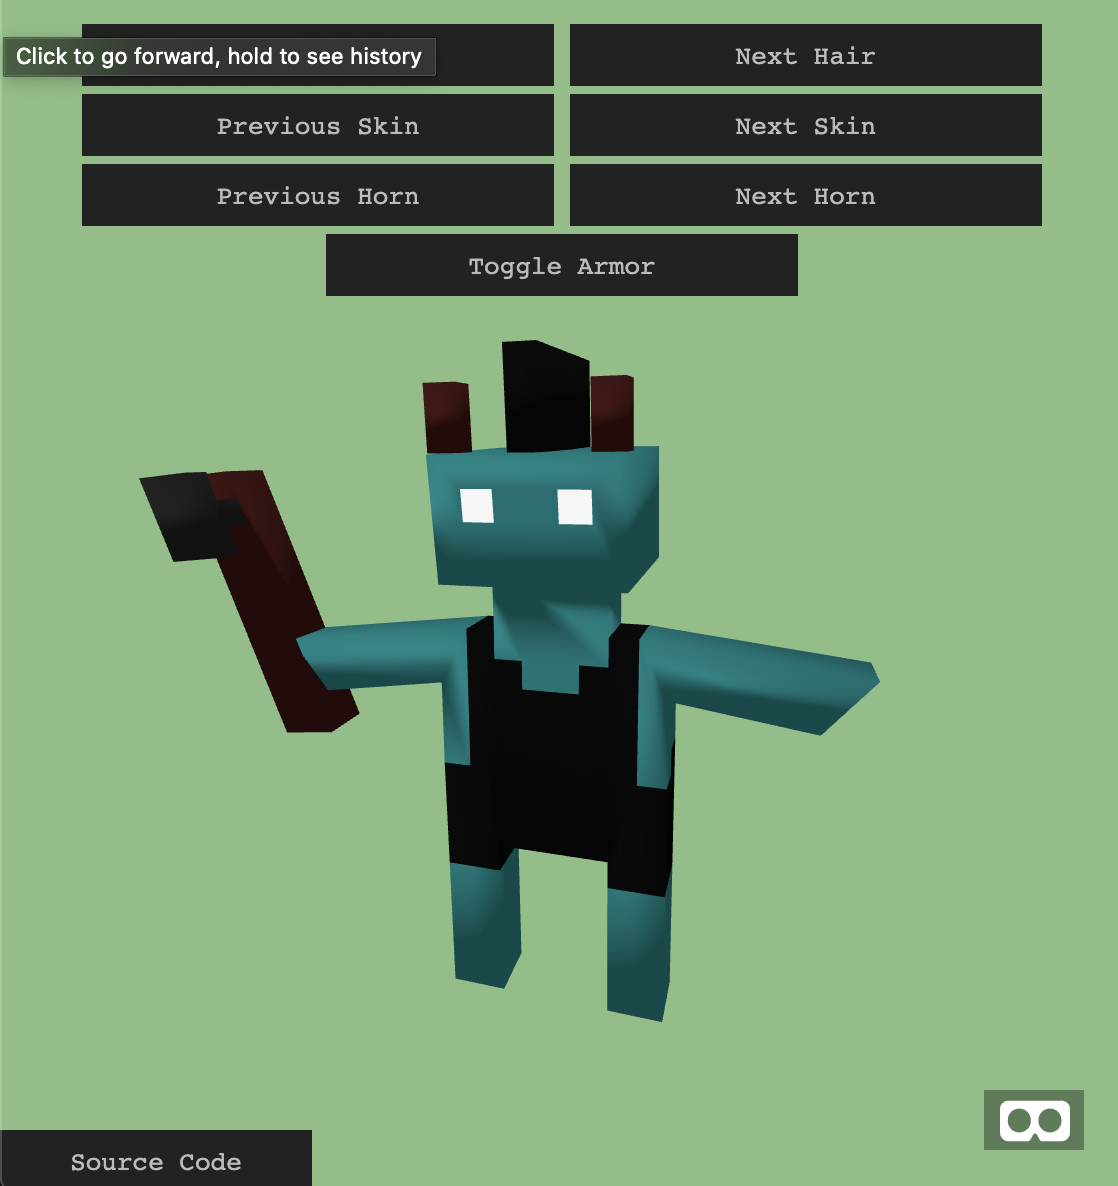 Click to go forward, hold to see history
Next Hair
Previous Skin
Next Skin
Previous Horn
Next Horn
Toggle Armor
Source Code